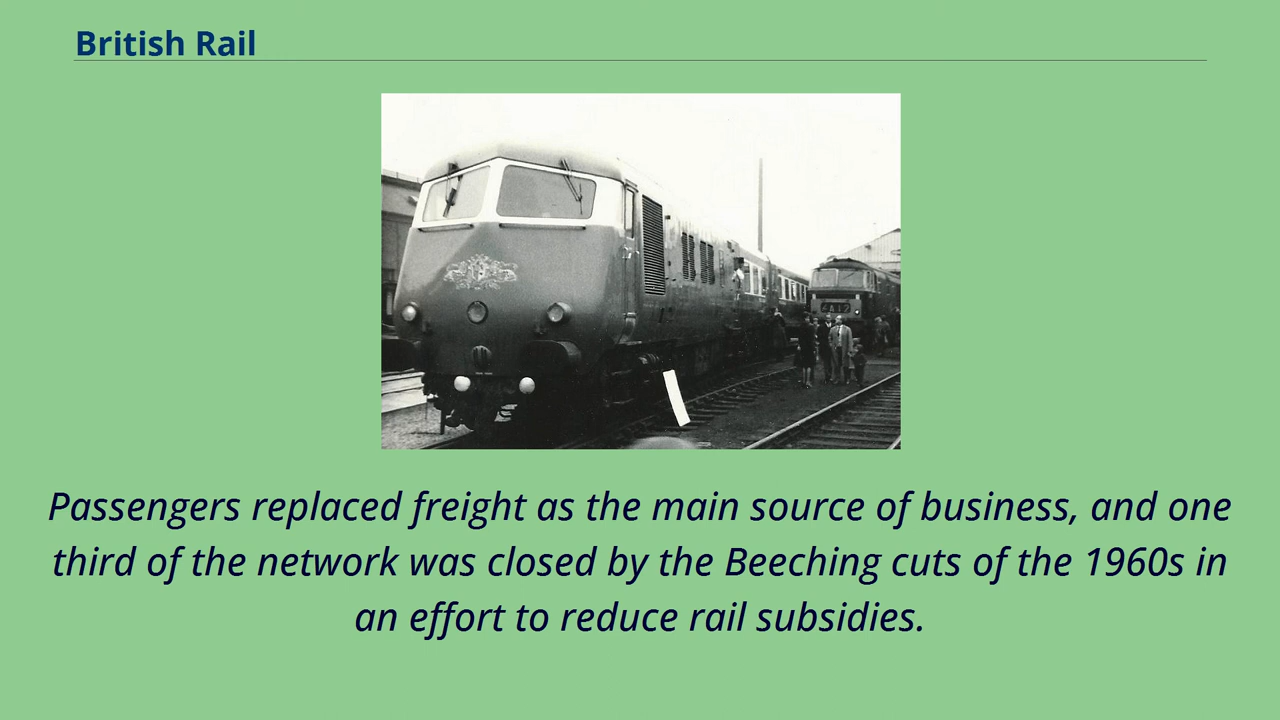 British Rail
4A12
Passengers replaced freight as the main source of business, and one
third of the network was closed by the Beeching cuts of the 1960s in
an effort to reduce rail subsidies.